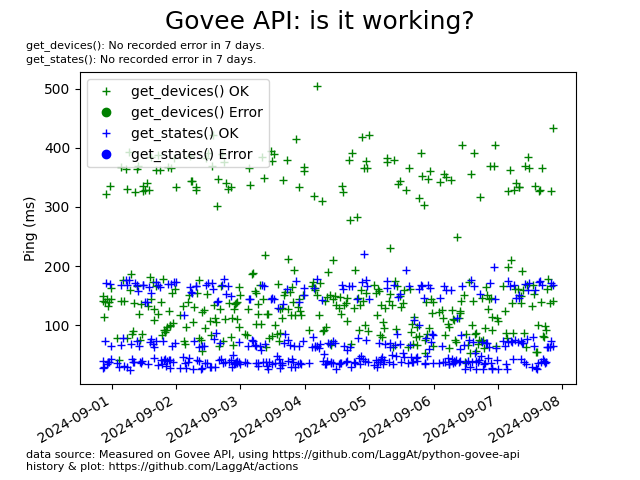 Govee API: is it working?
get_devices(): No recorded error in 7 days.
get_states(): No recorded error in 7 days.
get_devices() OK
get_devices() Error
get_states() OK
get_states() Error
Ping (ms)
500
400
300
200
100
2024-09-01
2024-09-02
2024-09-03
2024-09-04
2024-09-05
2024-09-06
2024-09-07
2024-09-08
data source: Measured on Govee API, using https://github.com/LaggAt/python-govee-api
history & plot: https://github.com/LaggAt/actions